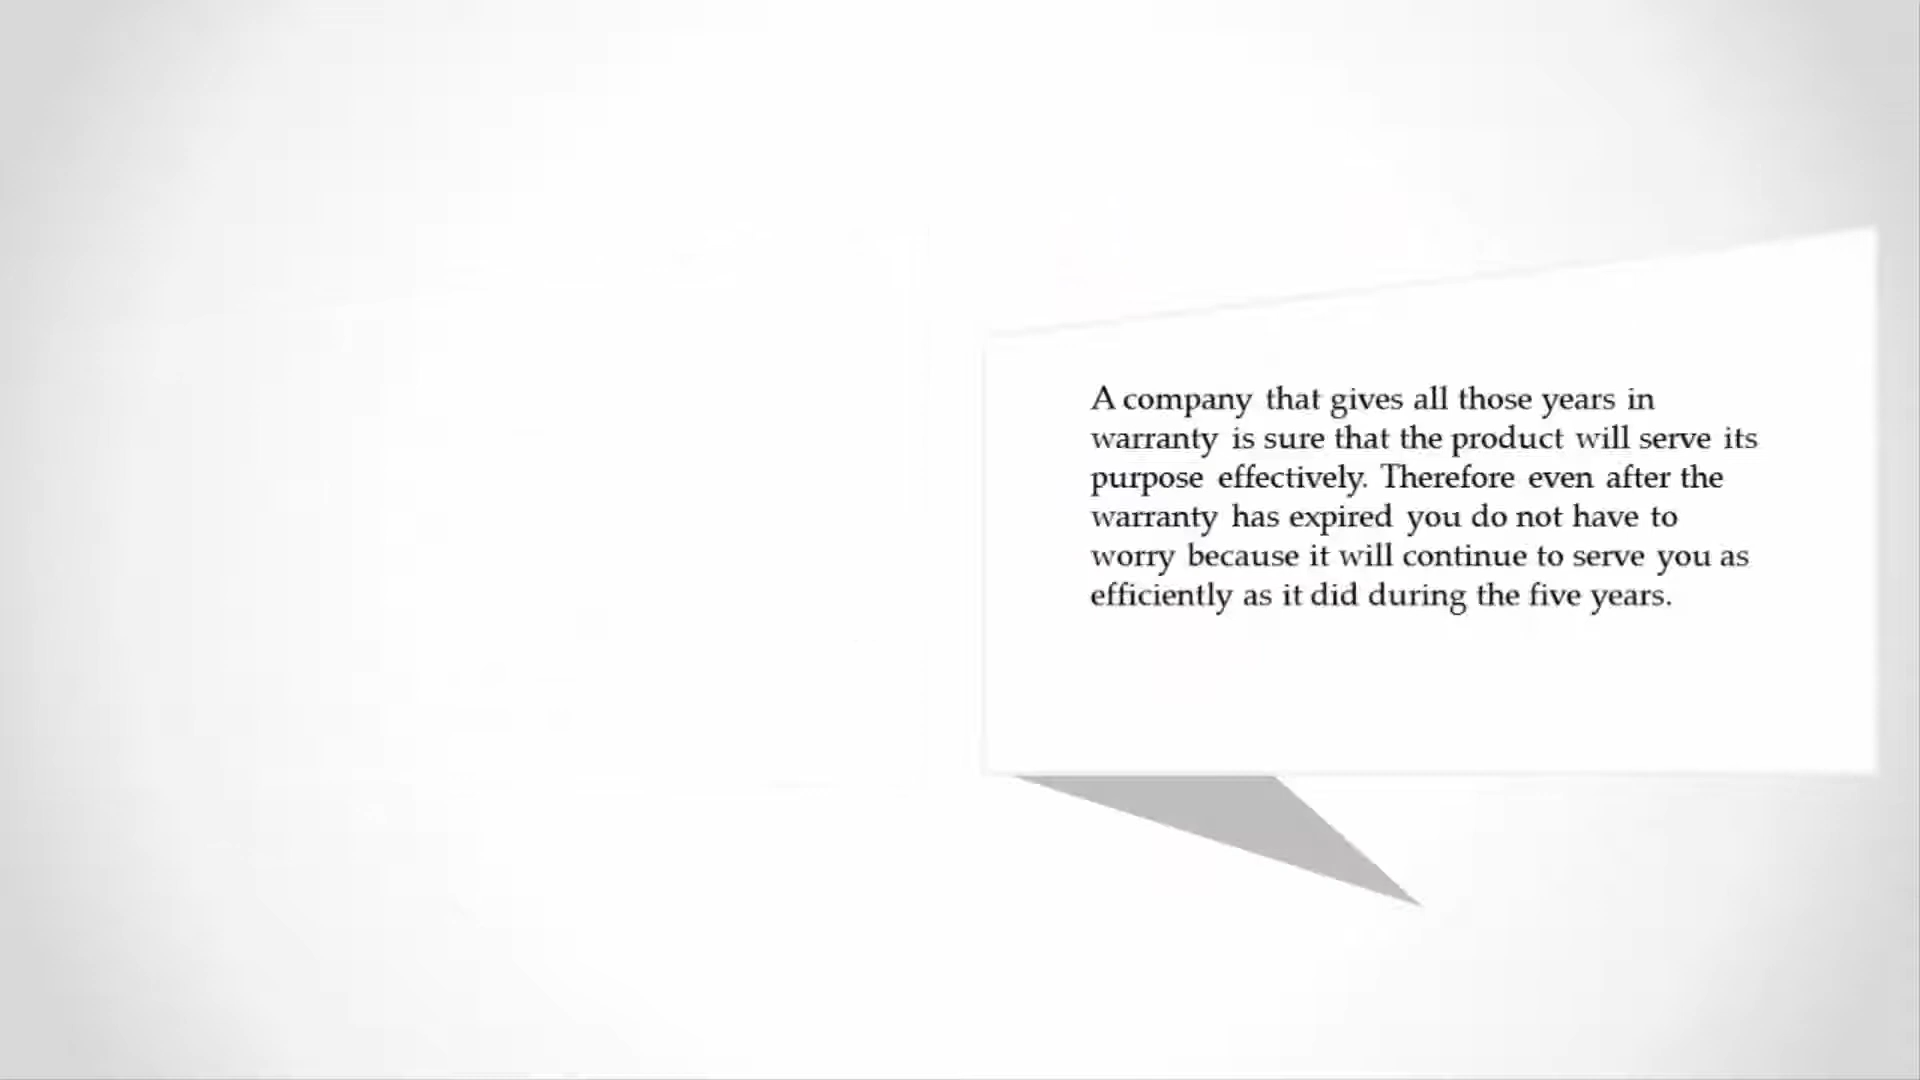 A company that gives all those years in
warranty is sure that the product will serve its
purpose effectively. Therefore even after the
warranty has expired you do not have to
worry because it will continue to serve you as
efficiently as it did during the five years.